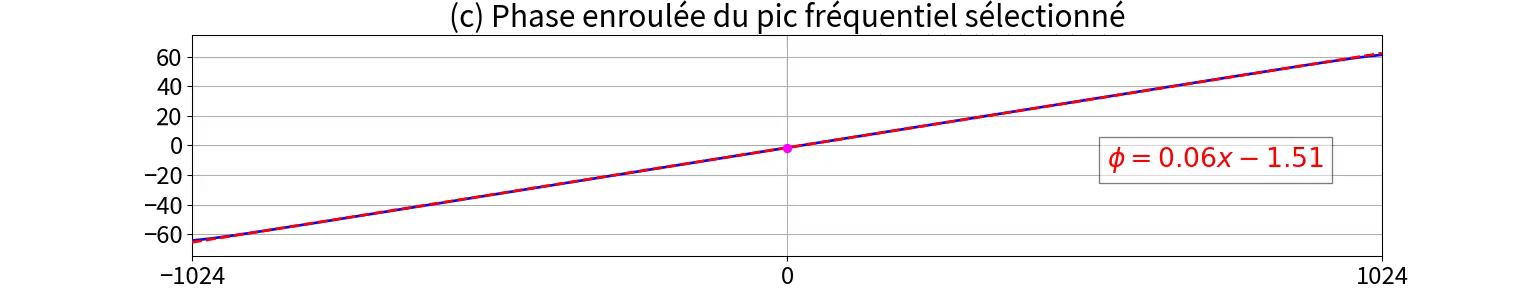 (c) Phase enroulée du pic fréquentiel sélectionné
60
40
20
0
−20
−40
−60
ϕ = 0.06x − 1.51
−1024 0 1024